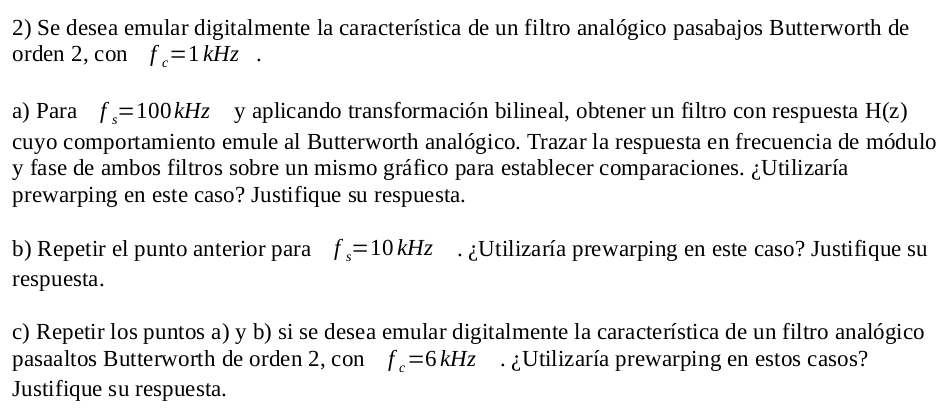 2) Se desea emular digitalmente la característica de un filtro analógico pasabajos Butterworth de
orden 2, con f_c=1 kHz .
a) Para f_s=100 kHz y aplicando transformación bilineal, obtener un filtro con respuesta H(z)
cuyo comportamiento emule al Butterworth analógico. Trazar la respuesta en frecuencia de módulo
y fase de ambos filtros sobre un mismo gráfico para establecer comparaciones. ¿Utilizaría
prewarping en este caso? Justifique su respuesta.
b) Repetir el punto anterior para f_s=10 kHz . ¿Utilizaría prewarping en este caso? Justifique su
respuesta.
c) Repetir los puntos a) y b) si se desea emular digitalmente la característica de un filtro analógico
pasaaltos Butterworth de orden 2, con f_c=6 kHz . ¿Utilizaría prewarping en estos casos?
Justifique su respuesta.